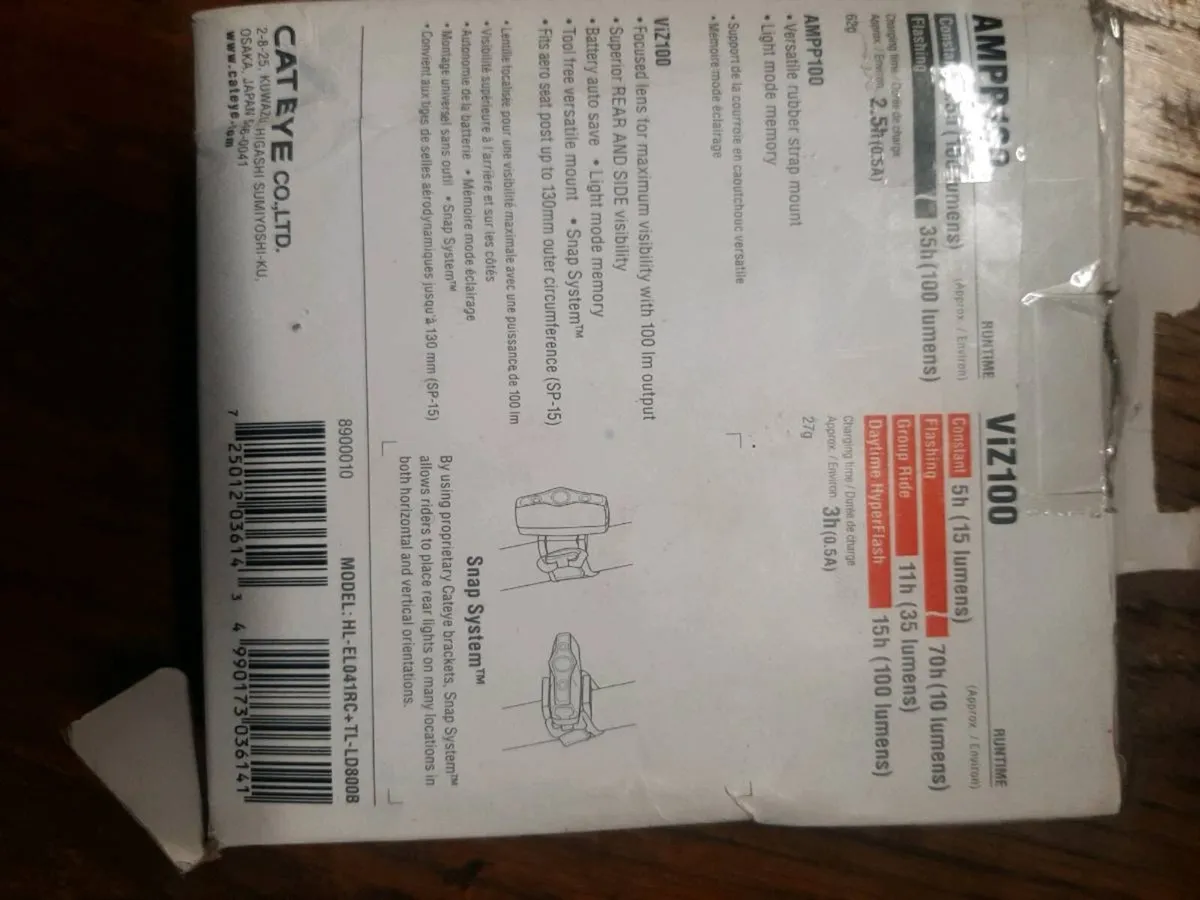 AMPP100
RUNTIME
(Approx. / Environ)
Constant
(100 lumens)
Flashing
35h (100 lumens)
Charging time / Durée de charge
Approx. / Environ. 2.5h (0.5A)
62g
AMPP100
• Versatile rubber strap mount
• Light mode memory
• Support de la courroie en caoutchouc versatile
• Mémoire mode éclairage
ViZ100
RUNTIME
(Approx. / Environ)
Constant 5h (15 lumens)
Flashing 70h (10 lumens)
Group Ride 11h (35 lumens)
Daytime HyperFlash 15h (100 lumens)
Charging time / Durée de charge
Approx. / Environ. 3h (0.5A)
27g
ViZ100
• Focused lens for maximum visibility with 100 lm output
• Superior REAR AND SIDE visibility
• Battery auto save • Light mode memory
• Tool free versatile mount • Snap System™
• Fits aero seat post up to 130mm outer circumference (SP-15)
• Lentille focalisée pour une visibilité maximale avec une puissance de 100 lm
• Visibilité supérieure à l'arrière et sur les côtés
• Autonomie de la batterie • Mémoire mode éclairage
• Montage universel sans outil • Snap System™
• Convient aux tiges de selles aérodynamiques jusqu'à 130 mm (SP-15)
Snap System™
By using proprietary Cateye brackets, Snap System™
allows riders to place rear lights on many locations in
both horizontal and vertical orientations.
CAT EYE CO.,LTD.
2-8-25, KUWAZU, HIGASHI SUMIYOSHI-KU,
OSAKA, JAPAN 546-0041
www.cateye.com
8900010
MODEL: HL-EL041RC+TL-LD800B
7 25012 03614 3
4 990173 036141